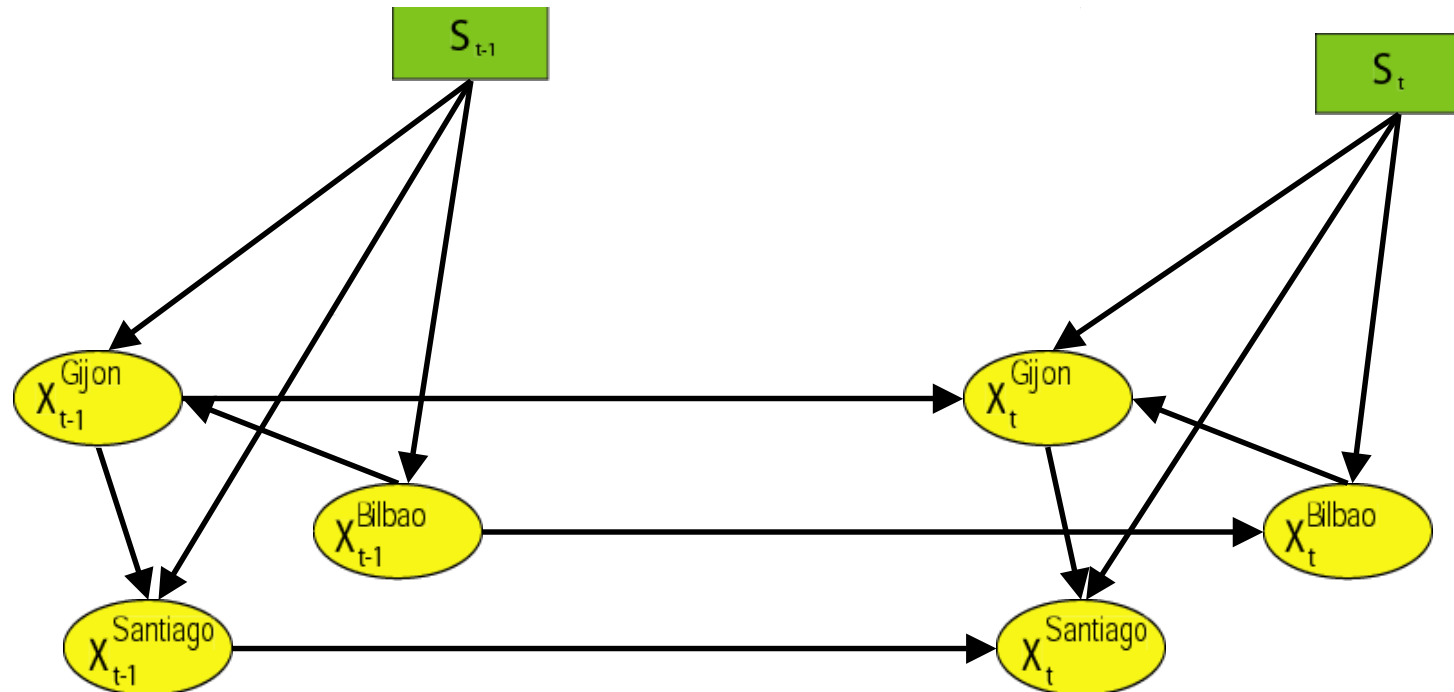 S t-1
S t
X t-1 Gijon
X t Gijon
X t-1 Bilbao
X t Bilbao
X t-1 Santiago
X t Santiago